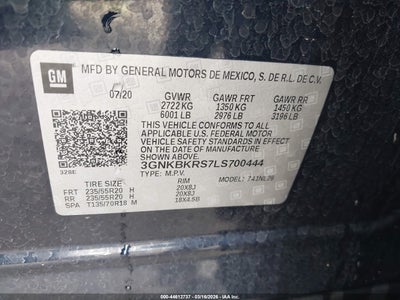 GM
MFD BY GENERAL MOTORS DE MEXICO, S. DE R.L. DE C.V.
07/20 GVWR GAWR FRT GAWR RR
2722 KG 1350 KG 1450 KG
6001 LB 2976 LB 3196 LB
THIS VEHICLE CONFORMS TO ALL
APPLICABLE U.S. FEDERAL MOTOR
VEHICLE SAFETY STANDARDS IN
EFFECT ON THE DATE OF
MANUFACTURE SHOWN ABOVE.
328E 3GNKBKRS7LS700444
TYPE: M.P.V. MODEL: 1A1NL26
TIRE SIZE RIM
FRT 235/55R20 H 20X8J
RR 235/55R20 H 20X8J
SPA T135/70R18 M 18X4.5B
000 - 44612737 - 03/16/2026 - IAA Inc.